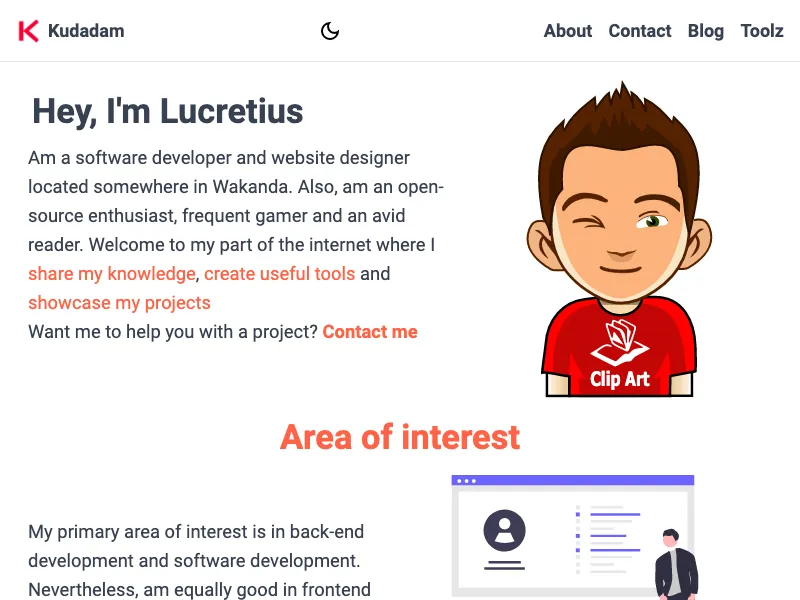 Kudadam
About Contact Blog Toolz
Hey, I'm Lucretius
Am a software developer and website designer
located somewhere in Wakanda. Also, am an open-
source enthusiast, frequent gamer and an avid
reader. Welcome to my part of the internet where I
share my knowledge, create useful tools and
showcase my projects
Want me to help you with a project? Contact me
Clip Art
Area of interest
My primary area of interest is in back-end
development and software development.
Nevertheless, am equally good in frontend